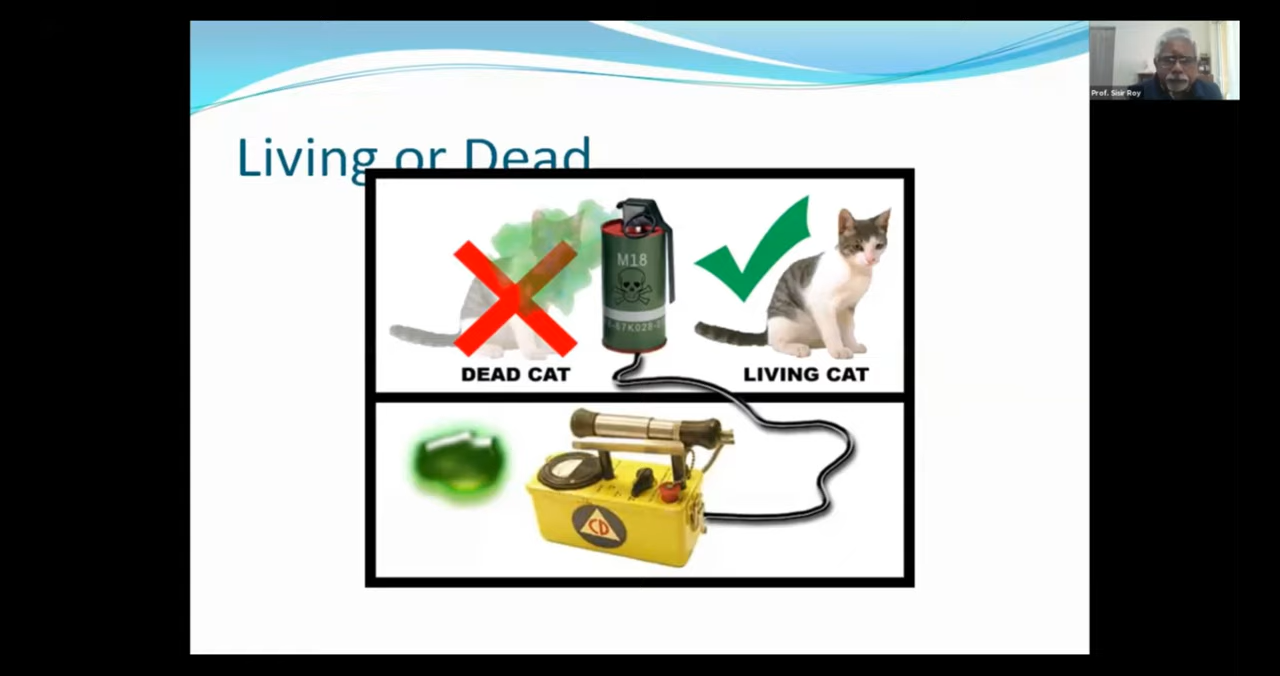 Prof. Sisir Roy
Living or Dead
M18
DEAD CAT
LIVING CAT
CD